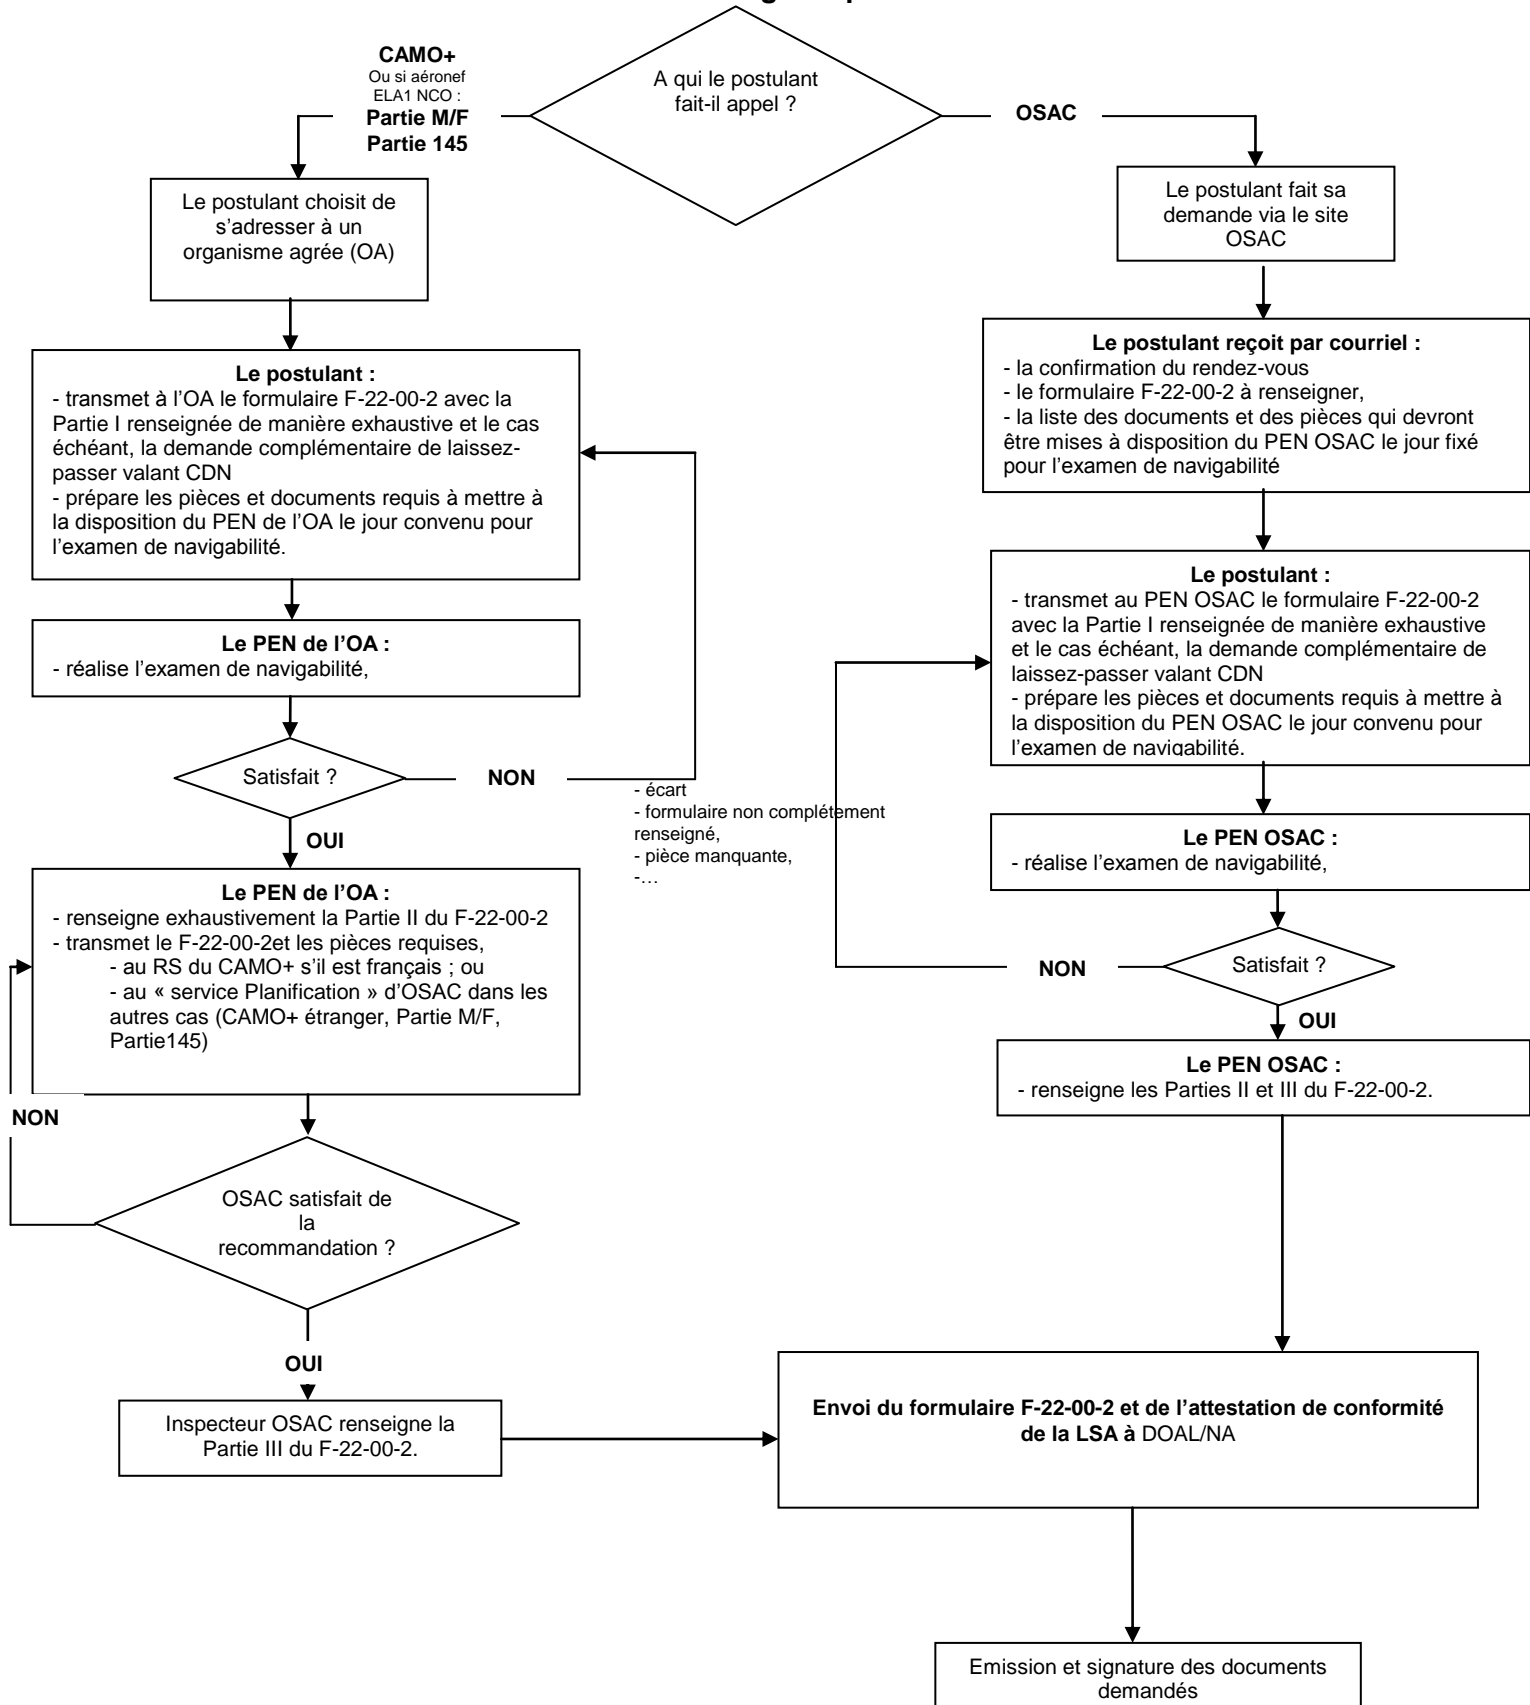 A qui le postulant
fait-il appel ?
CAMO+
Ou si aéronef
ELA1 NCO :
Partie M/F
Partie 145
OSAC
Le postulant choisit de
s’adresser à un
organisme agrée (OA)
Le postulant fait sa
demande via le site
OSAC
Le postulant :
- transmet à l’OA le formulaire F-22-00-2 avec la
Partie I renseignée de manière exhaustive et le cas
échéant, la demande complémentaire de laissez-
passer valant CDN
- prépare les pièces et documents requis à mettre à
la disposition du PEN de l’OA le jour convenu pour
l’examen de navigabilité.
Le postulant reçoit par courriel :
- la confirmation du rendez-vous
- le formulaire F-22-00-2 à renseigner,
- la liste des documents et des pièces qui devront
être mises à disposition du PEN OSAC le jour fixé
pour l’examen de navigabilité
Le PEN de l’OA :
- réalise l’examen de navigabilité,
Le postulant :
- transmet au PEN OSAC le formulaire F-22-00-2
avec la Partie I renseignée de manière exhaustive
et le cas échéant, la demande complémentaire de
laissez-passer valant CDN
- prépare les pièces et documents requis à mettre à
la disposition du PEN OSAC le jour convenu pour
l’examen de navigabilité.
Satisfait ?
NON
- écart
- formulaire non complétement
renseigné,
- pièce manquante,
-…
OUI
Le PEN OSAC :
- réalise l’examen de navigabilité,
Le PEN de l’OA :
- renseigne exhaustivement la Partie II du F-22-00-2
- transmet le F-22-00-2et les pièces requises,
- au RS du CAMO+ s’il est français ; ou
- au « service Planification » d’OSAC dans les
autres cas (CAMO+ étranger, Partie M/F,
Partie145)
NON
Satisfait ?
OUI
Le PEN OSAC :
- renseigne les Parties II et III du F-22-00-2.
NON
OSAC satisfait de
la
recommandation ?
OUI
Inspecteur OSAC renseigne la
Partie III du F-22-00-2.
Envoi du formulaire F-22-00-2 et de l’attestation de conformité
de la LSA à DOAL/NA
Emission et signature des documents
demandés